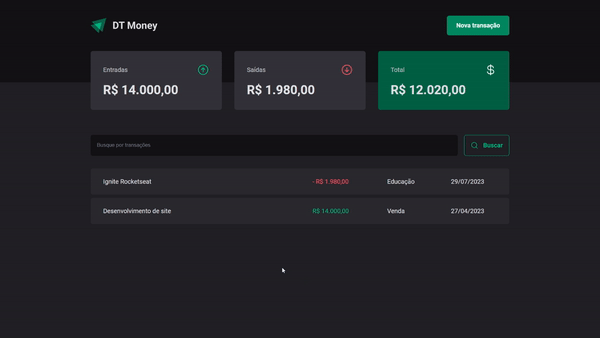 DT Money
Nova transação
Entradas
R$ 14.000,00
Saídas
R$ 1.980,00
Total
R$ 12.020,00
Busque por transações
Buscar
Ignite Rocketseat - R$ 1.980,00 Educação 29/07/2023
Desenvolvimento de site R$ 14.000,00 Venda 27/04/2023